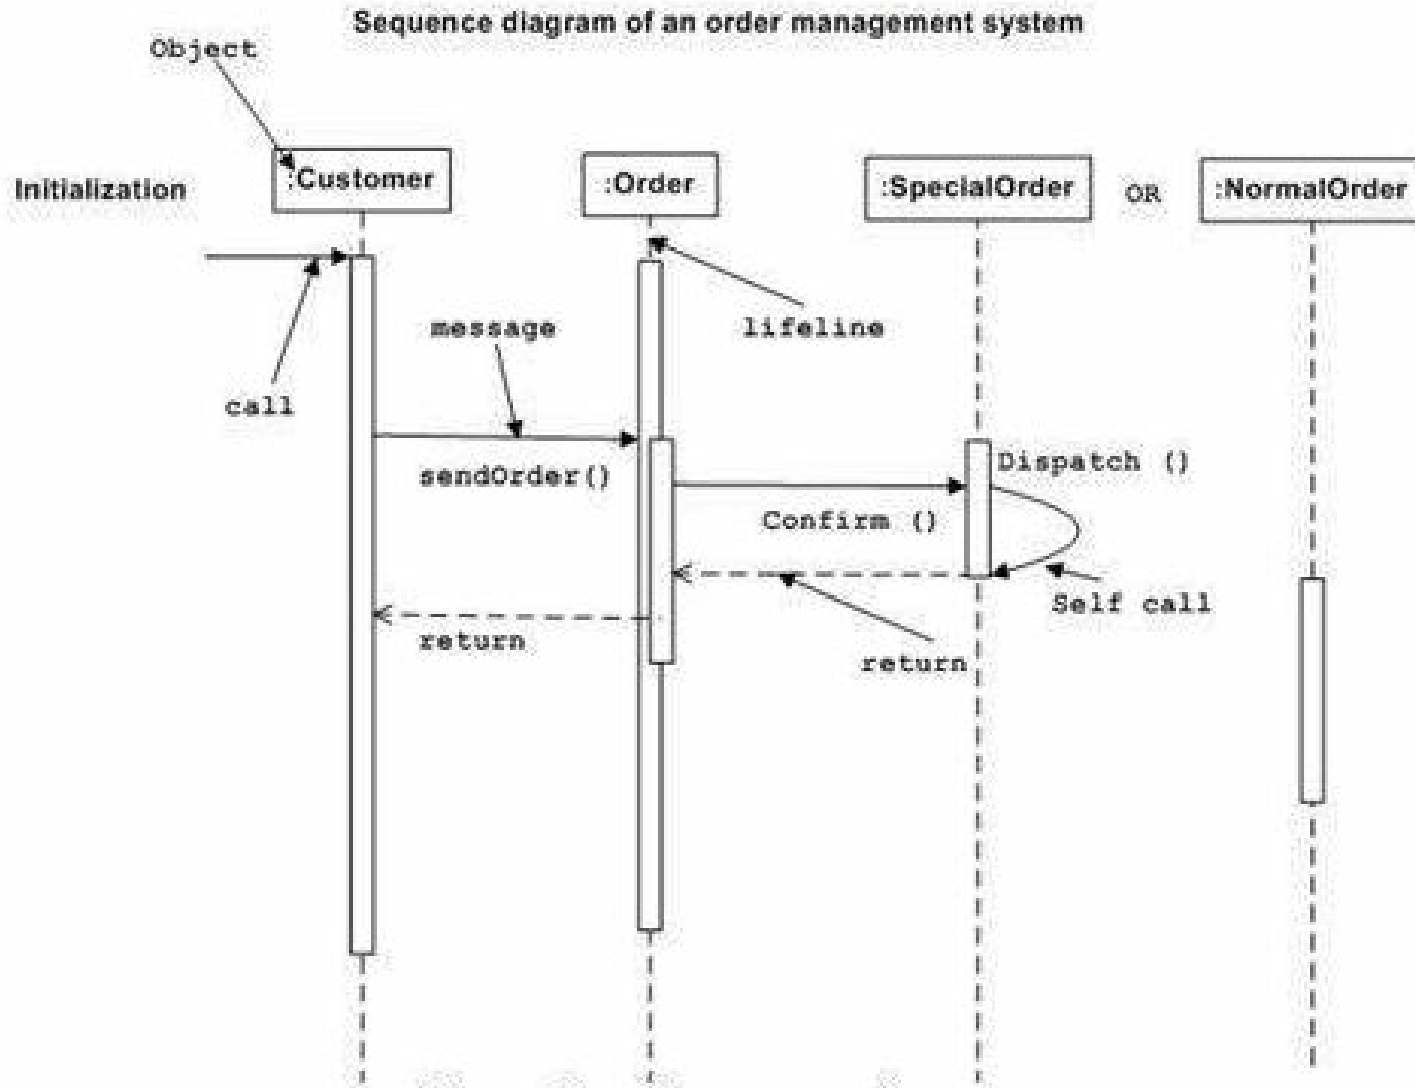 Sequence diagram of an order management system
Object
Initialization
:Customer
:Order
:SpecialOrder
OR
:NormalOrder
message
lifeline
call
sendOrder()
Dispatch ()
Confirm ()
Self call
return
return